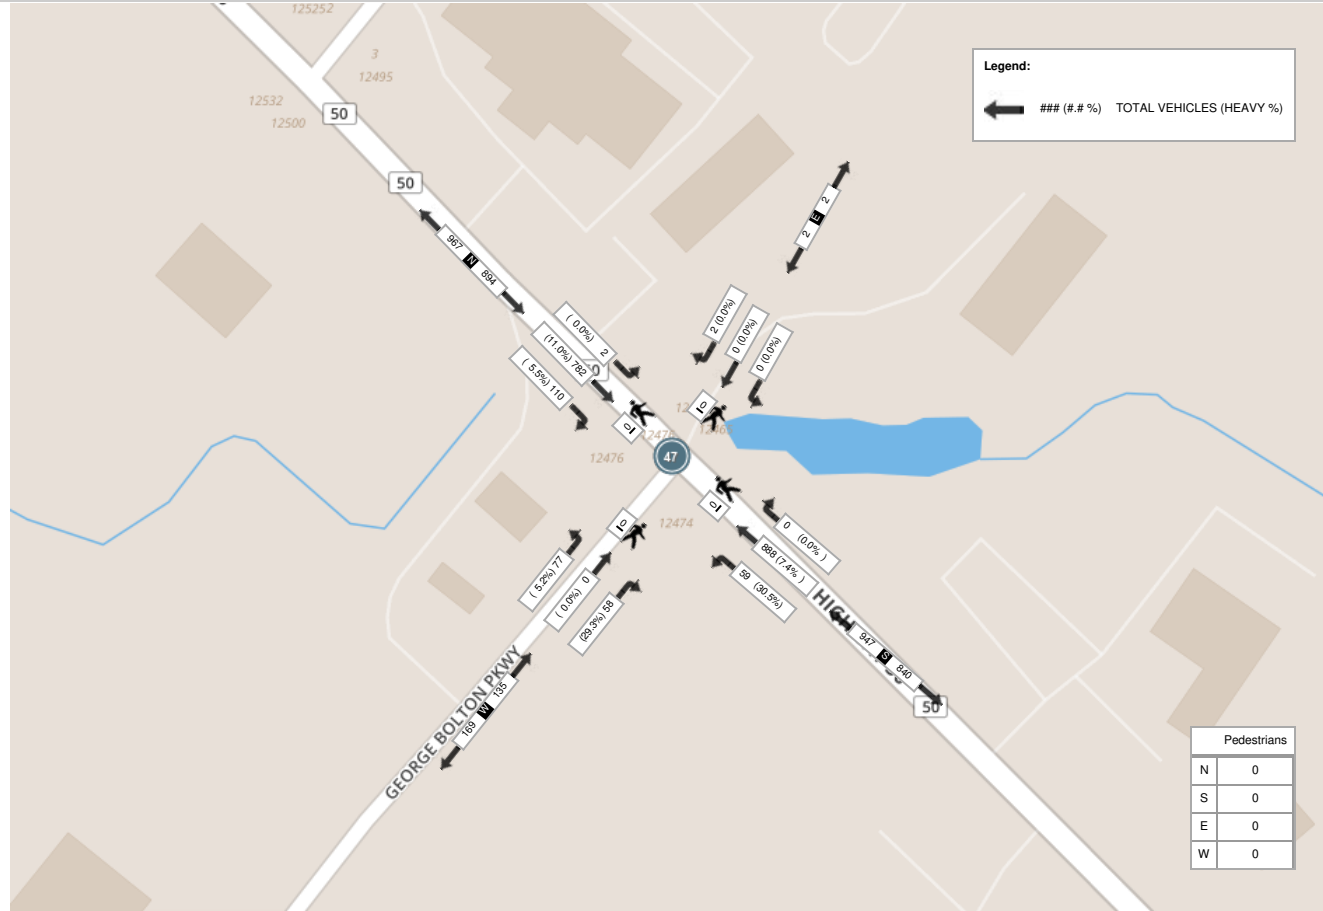 125252
3
12495
12532
12500
50
50
Legend:
### (#.# %) TOTAL VEHICLES (HEAVY %)
2 E 2
967 N 894
( 0.0%) 2
(11.0%) 782
( 5.5%) 110
2 (0.0%)
0 (0.0%)
0 (0.0%)
0
0
12476
47
12476
12474
0
0
( 5.2%) 77
( 0.0%) 0
(29.3%) 58
0 (0.0% )
888 (7.4% )
59 (30.5%)
947 S 840
50
169 W 135
GEORGE BOLTON PKWY
Pedestrians
N 0
S 0
E 0
W 0